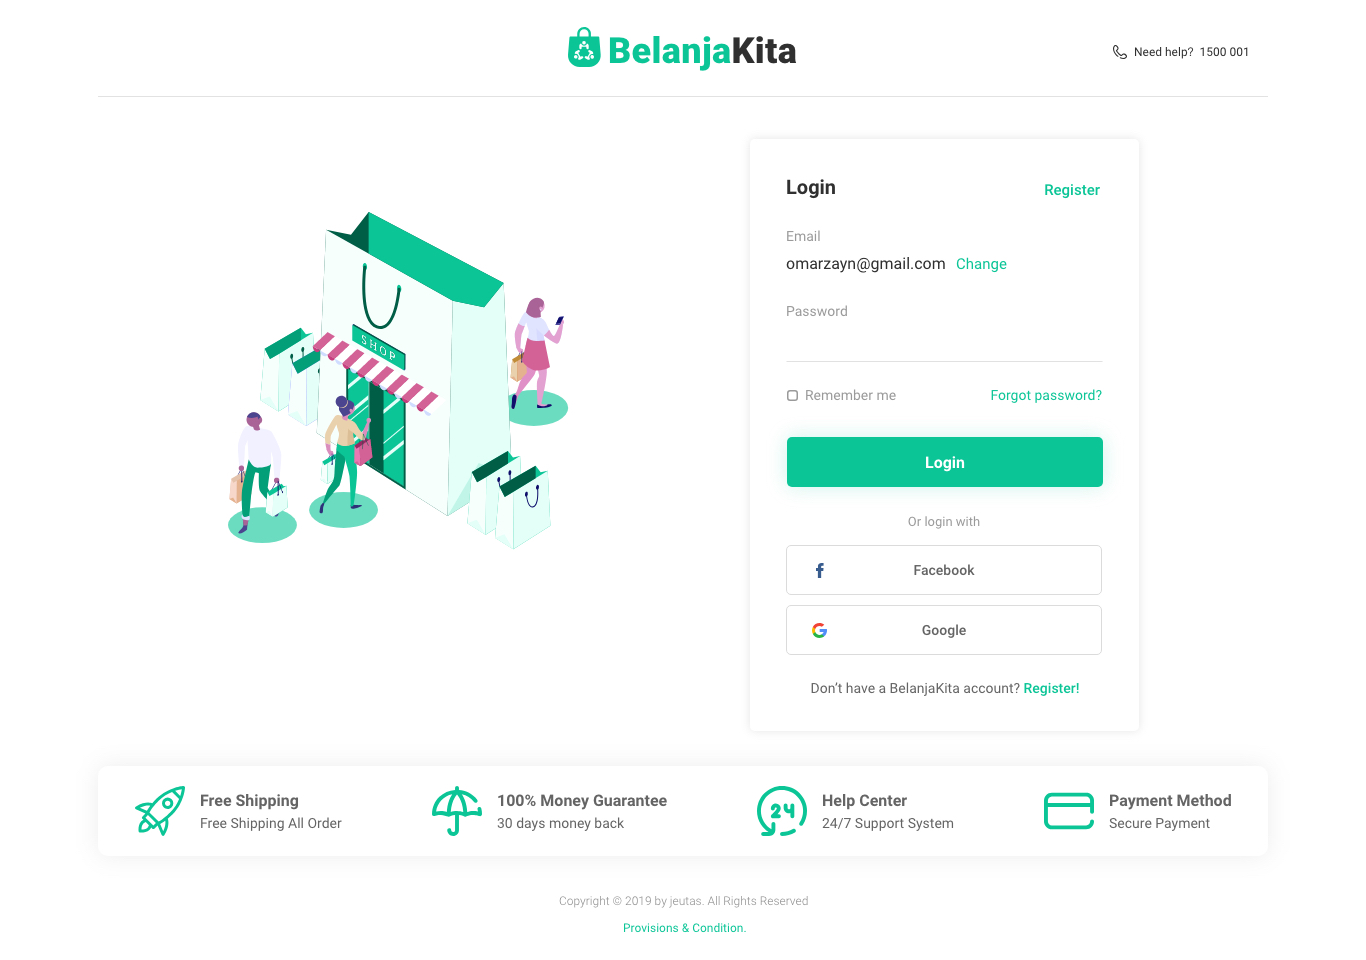 BelanjaKita
Need help? 1500 001
SHOP
Login
Register
Email
omarzayn@gmail.com Change
Password
Remember me
Forgot password?
Login
Or login with
Facebook
Google
Don't have a BelanjaKita account? Register!
Free Shipping
Free Shipping All Order
100% Money Guarantee
30 days money back
24
Help Center
24/7 Support System
Payment Method
Secure Payment
Copyright © 2019 by jeutas. All Rights Reserved
Provisions & Condition.